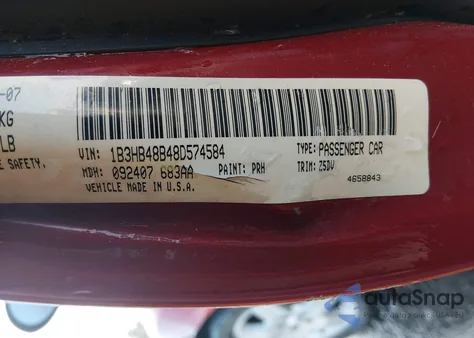 -07
KG
LB
E SAFETY,
VIN: 1B3HB48B48D574584
TYPE: PASSENGER CAR
MDH: 092407 683AA
PAINT: PRH
TRIM: 25DV
VEHICLE MADE IN U.S.A.
4658843
autoSnap